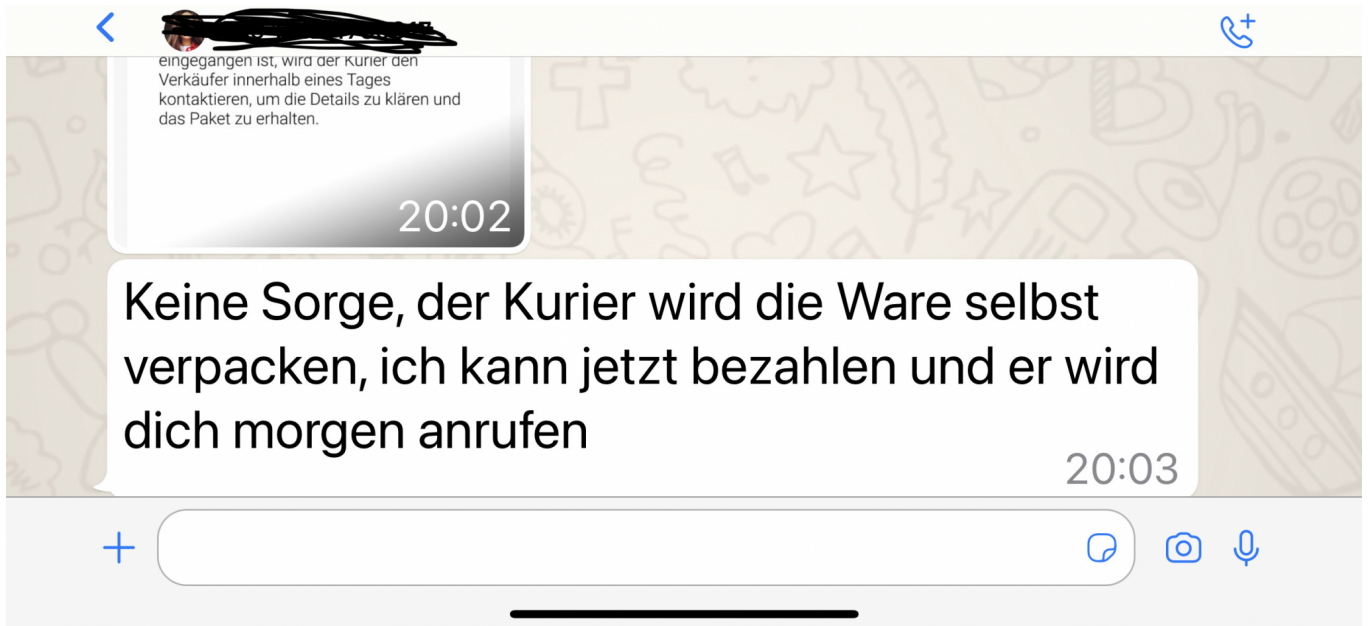 eingegangen ist, wird der Kurier den
Verkäufer innerhalb eines Tages
kontaktieren, um die Details zu klären und
das Paket zu erhalten.
20:02
Keine Sorge, der Kurier wird die Ware selbst
verpacken, ich kann jetzt bezahlen und er wird
dich morgen anrufen
20:03